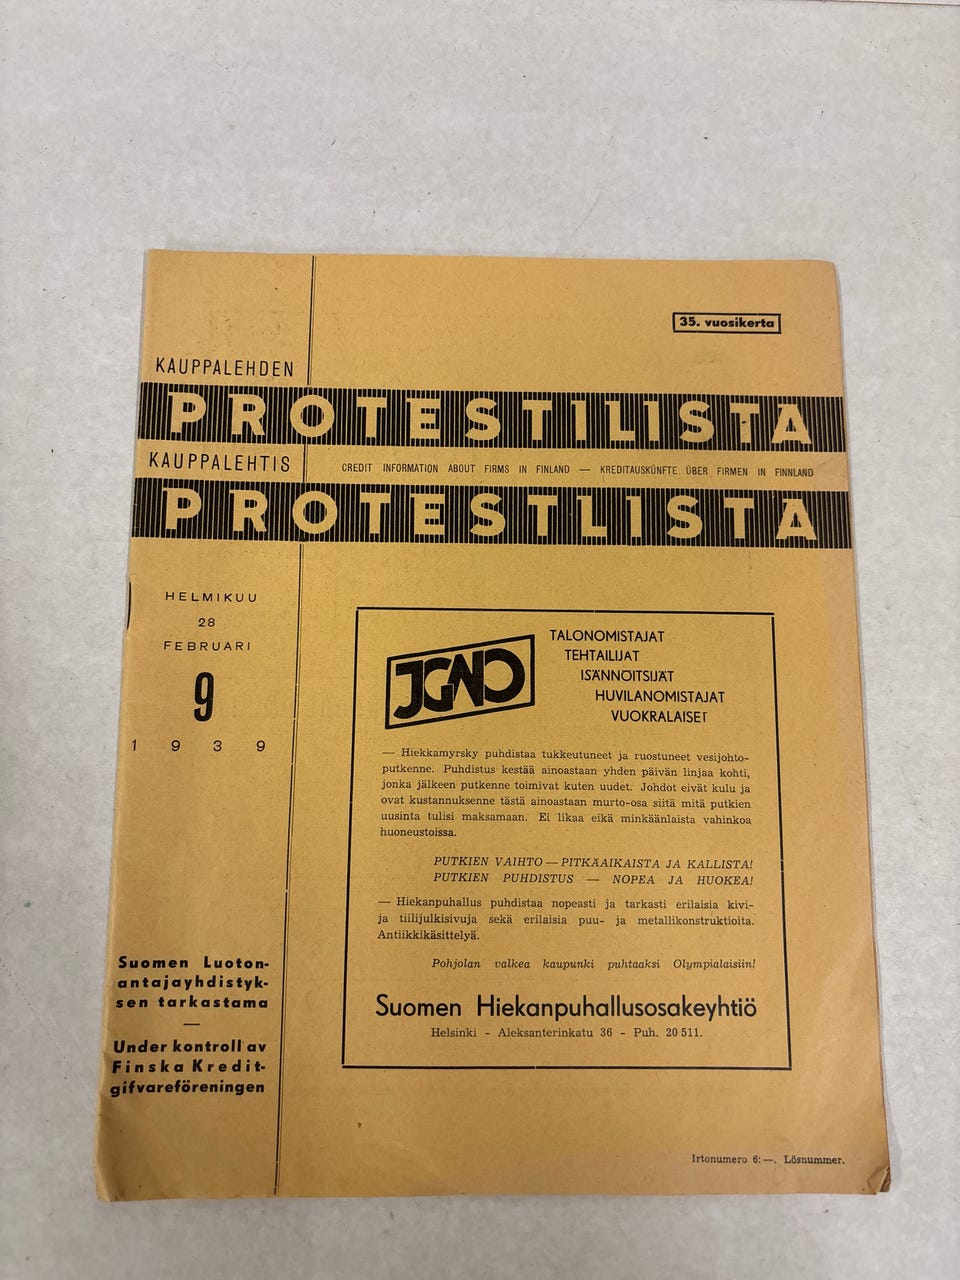 35. vuosikerta
KAUPPALEHDEN
PROTESTILISTA
KAUPPALEHTIS
CREDIT INFORMATION ABOUT FIRMS IN FINLAND — KREDITAUSKÜNFTE ÜBER FIRMEN IN FINNLAND
PROTESTLISTA
HELMIKUU
28
FEBRUARI
9
1939
Suomen Luoton-
antajayhdistyk-
sen tarkastama
—
Under kontroll av
Finska Kredit-
gifvareföreningen
JGNO
TALONOMISTAJAT
TEHTAILIJAT
ISÄNNÖITSIJÄT
HUVILANOMISTAJAT
VUOKRALAISET
— Hiekkamyrsky puhdistaa tukkeutuneet ja ruostuneet vesijohto-
putkenne. Puhdistus kestää ainoastaan yhden päivän linjaa kohti,
jonka jälkeen putkenne toimivat kuten uudet. Johdot eivät kulu ja
ovat kustannuksenne tästä ainoastaan murto-osa siitä mitä putkien
uusinta tulisi maksamaan. Ei likaa eikä minkäänlaista vahinkoa
huoneustoissa.
PUTKIEN VAIHTO — PITKÄAIKAISTA JA KALLISTA!
PUTKIEN PUHDISTUS — NOPEA JA HUOKEA!
— Hiekanpuhallus puhdistaa nopeasti ja tarkasti erilaisia kivi-
ja tiilijulkisivuja sekä erilaisia puu- ja metallikonstruktioita.
Antiikkikäsittelyä.
Pohjolan valkea kaupunki puhtaaksi Olympialaisiin!
Suomen Hiekanpuhallusosakeyhtiö
Helsinki - Aleksanterinkatu 36 - Puh. 20 511.
Irtonumero 6: —. Lösnummer.